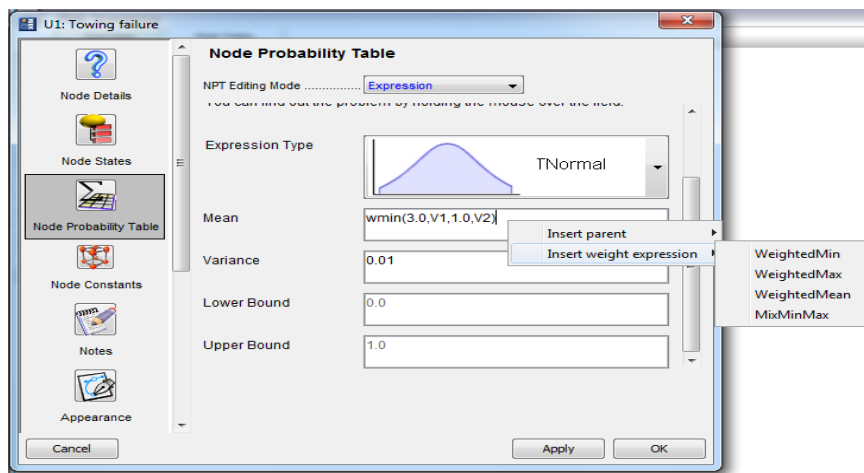 U1: Towing failure
Node Details
Node States
Node Probability Table
Node Constants
Notes
Appearance
Node Probability Table
NPT Editing Mode ............... Expression
You can find out the problem by holding the mouse over the field.
Expression Type
TNormal
Mean
wmin(3.0,V1,1.0,V2)
Variance
0.01
Lower Bound
0.0
Upper Bound
1.0
Insert parent
Insert weight expression
WeightedMin
WeightedMax
WeightedMean
MixMinMax
Cancel
Apply
OK